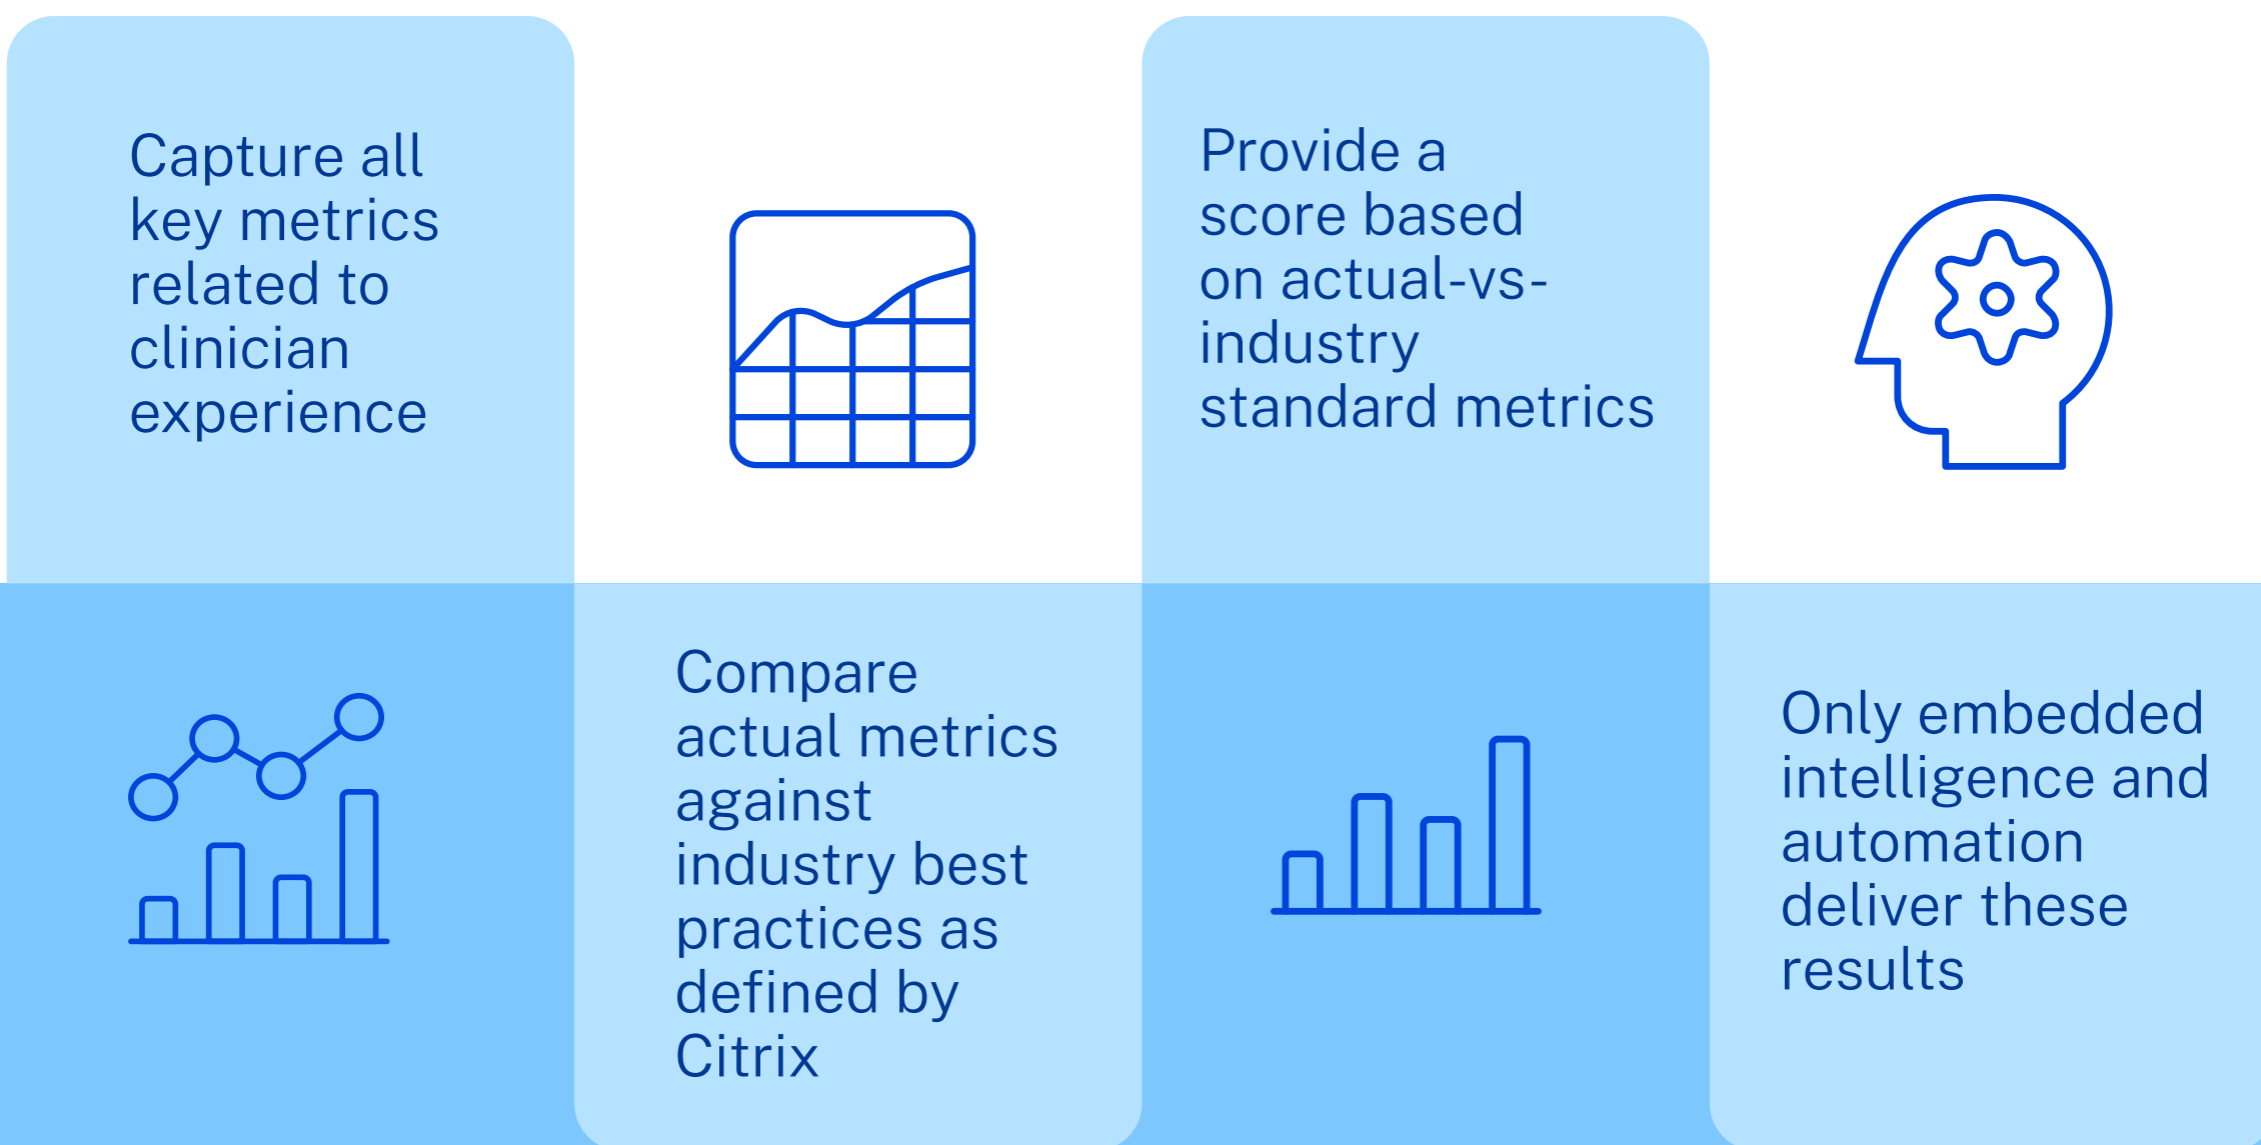 Capture all
key metrics
related to
clinician
experience
Compare
actual metrics
against
industry best
practices as
defined by
Citrix
Provide a
score based
on actual-vs-
industry
standard metrics
Only embedded
intelligence and
automation
deliver these
results